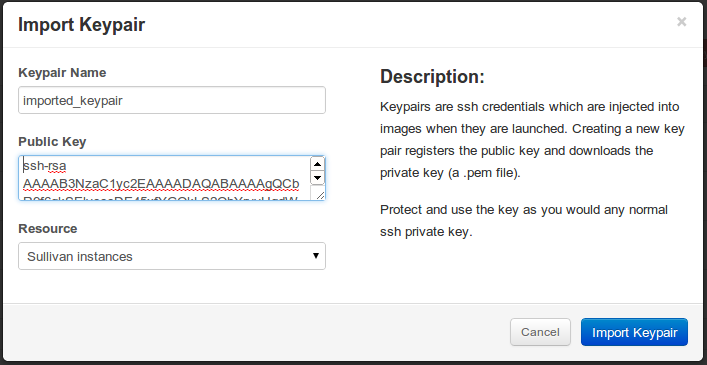 Import Keypair
×
Keypair Name
imported_keypair
Public Key
ssh-rsa
AAAAB3NzaC1yc2EAAAADAQABAAAAgQCb
Resource
Sullivan instances
Description:
Keypairs are ssh credentials which are injected into
images when they are launched. Creating a new key
pair registers the public key and downloads the
private key (a .pem file).
Protect and use the key as you would any normal
ssh private key.
Cancel
Import Keypair